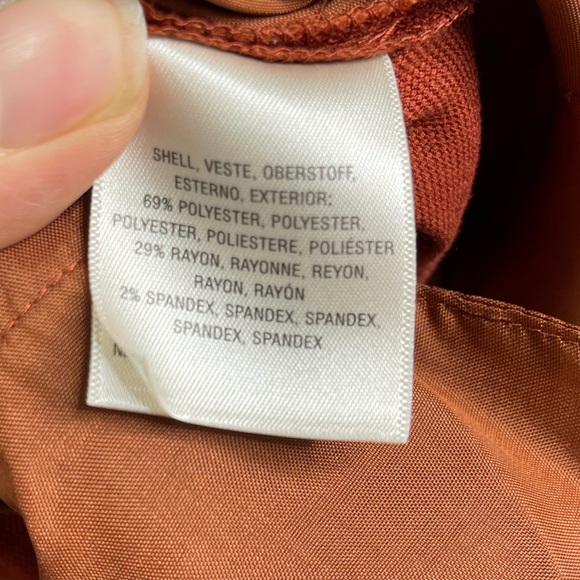 SHELL, VESTE, OBERSTOFF,
ESTERNO, EXTERIOR:
69% POLYESTER, POLYESTER,
POLYESTER, POLIESTERE, POLIÉSTER
29% RAYON, RAYONNE, REYON,
RAYON, RAYÓN
2% SPANDEX, SPANDEX, SPANDEX,
SPANDEX, SPANDEX